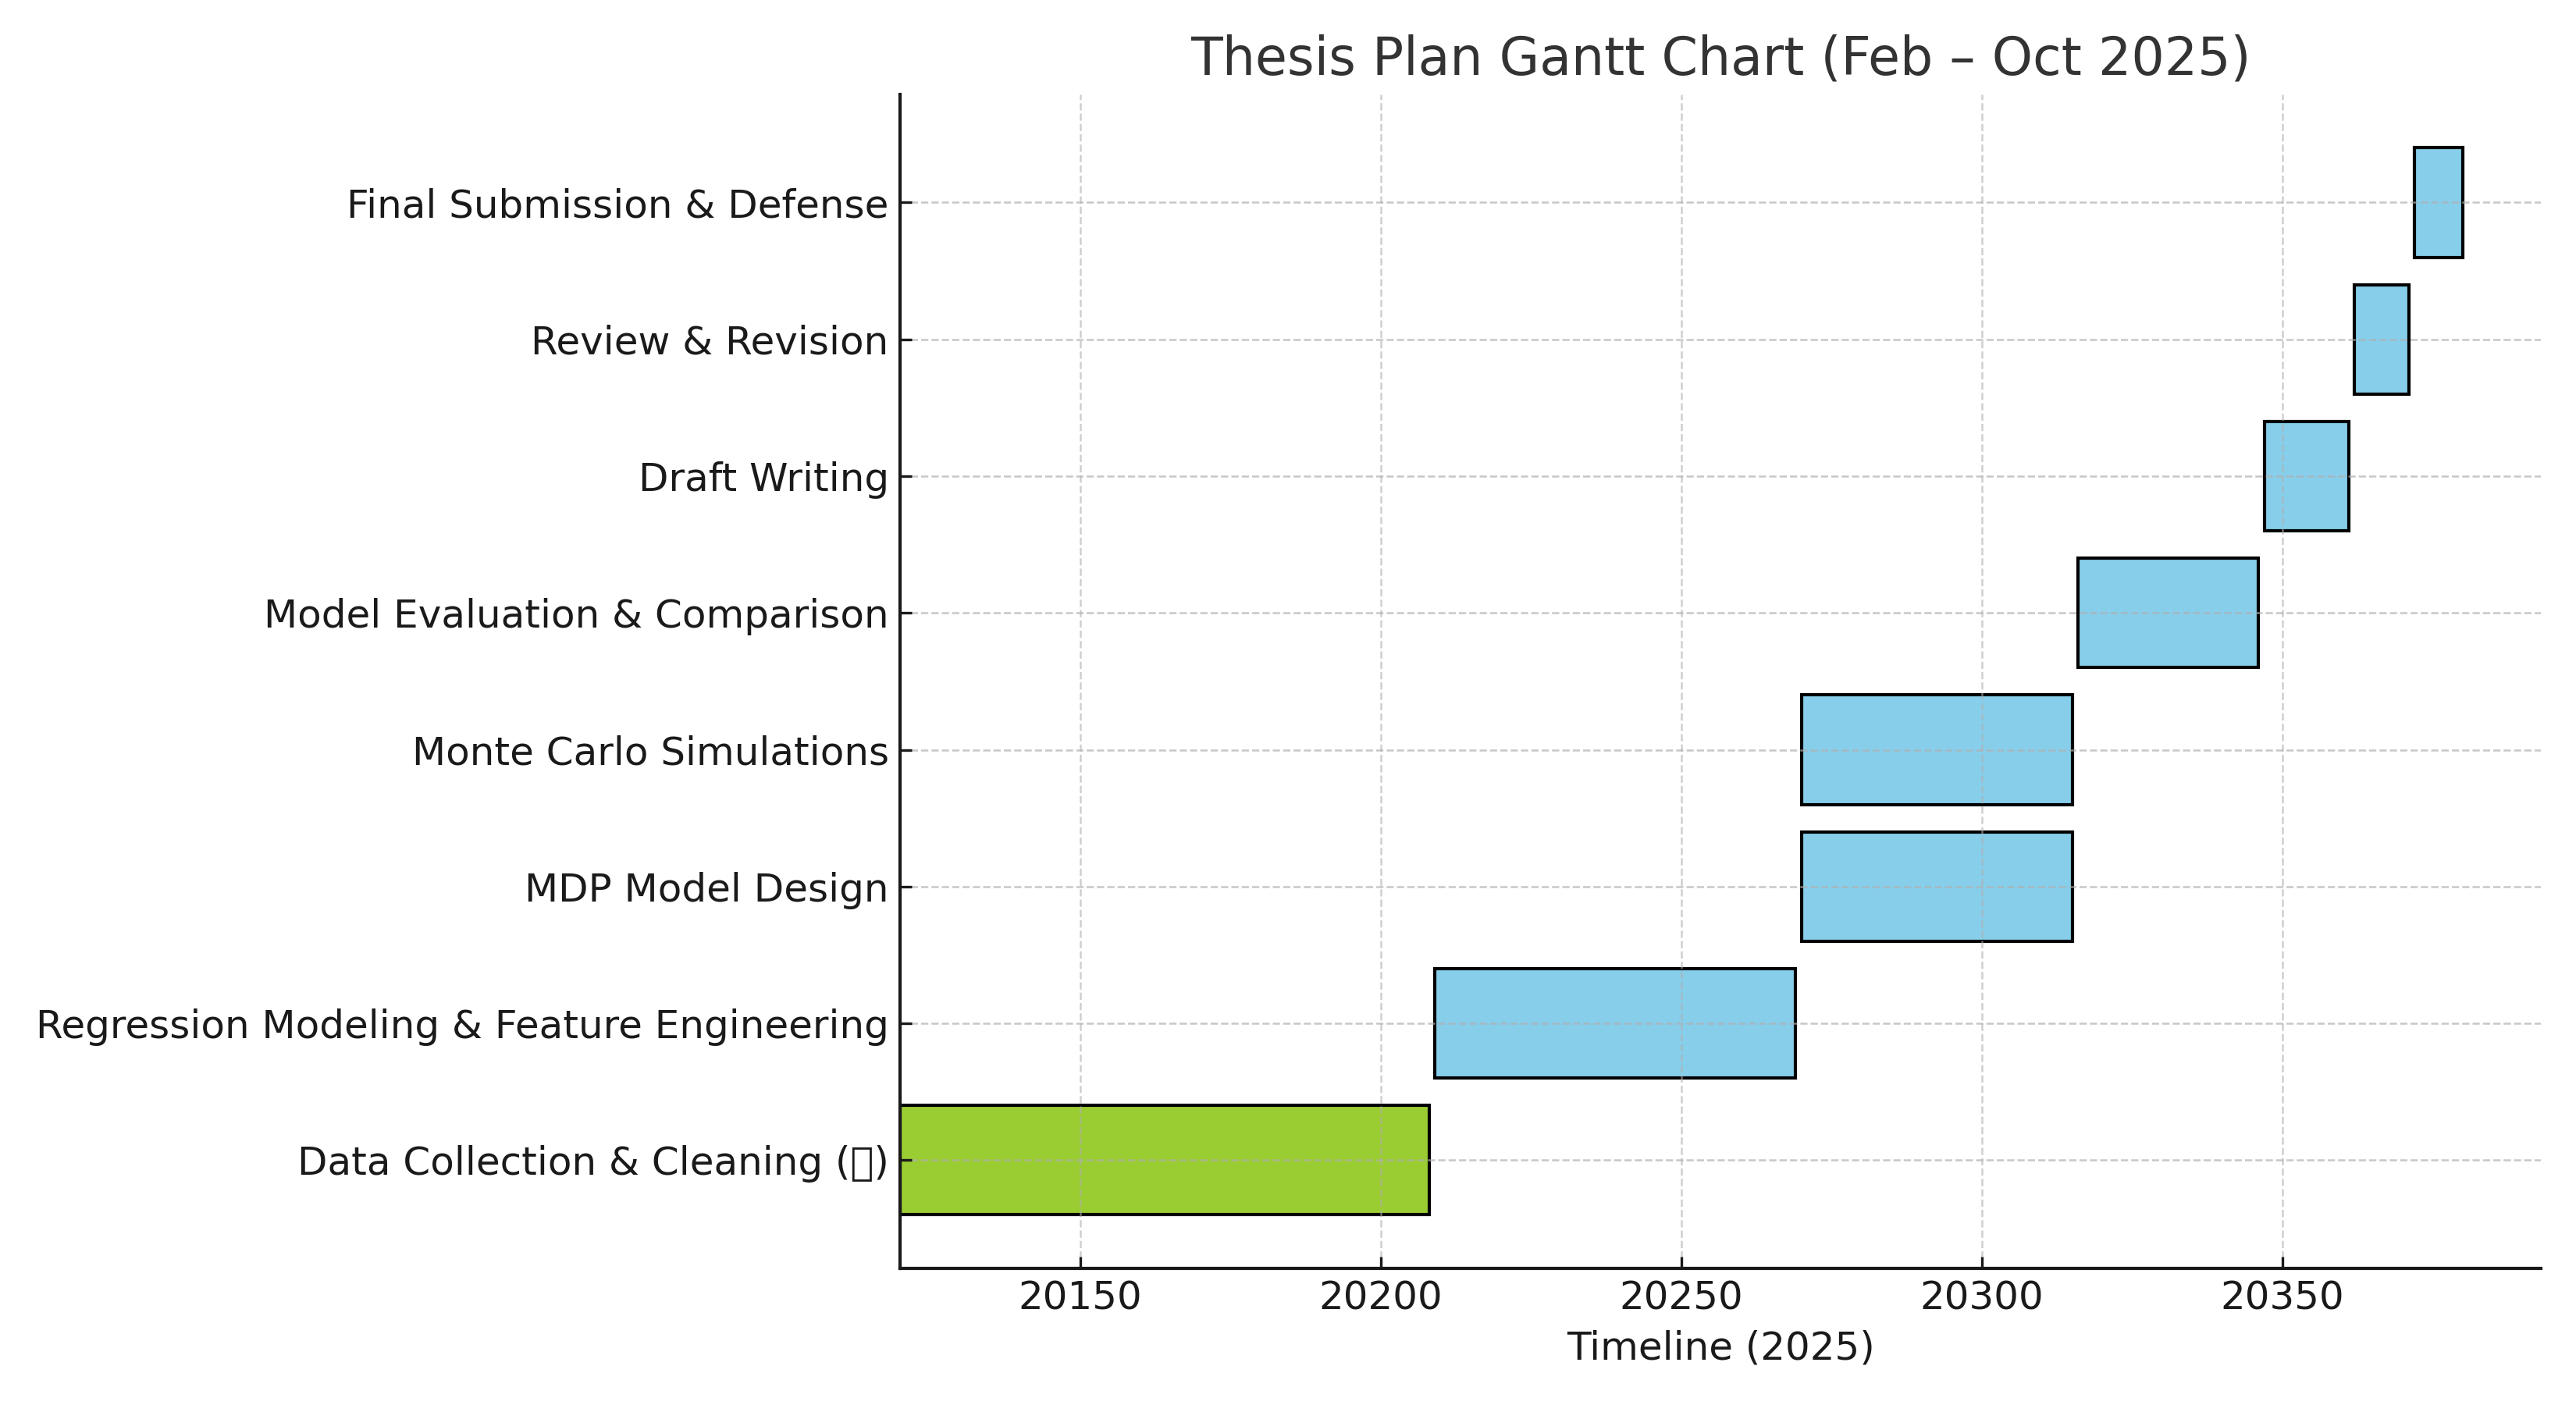 Thesis Plan Gantt Chart (Feb – Oct 2025)
Final Submission & Defense
Review & Revision
Draft Writing
Model Evaluation & Comparison
Monte Carlo Simulations
MDP Model Design
Regression Modeling & Feature Engineering
Data Collection & Cleaning (▯)
20150 20200 20250 20300 20350
Timeline (2025)